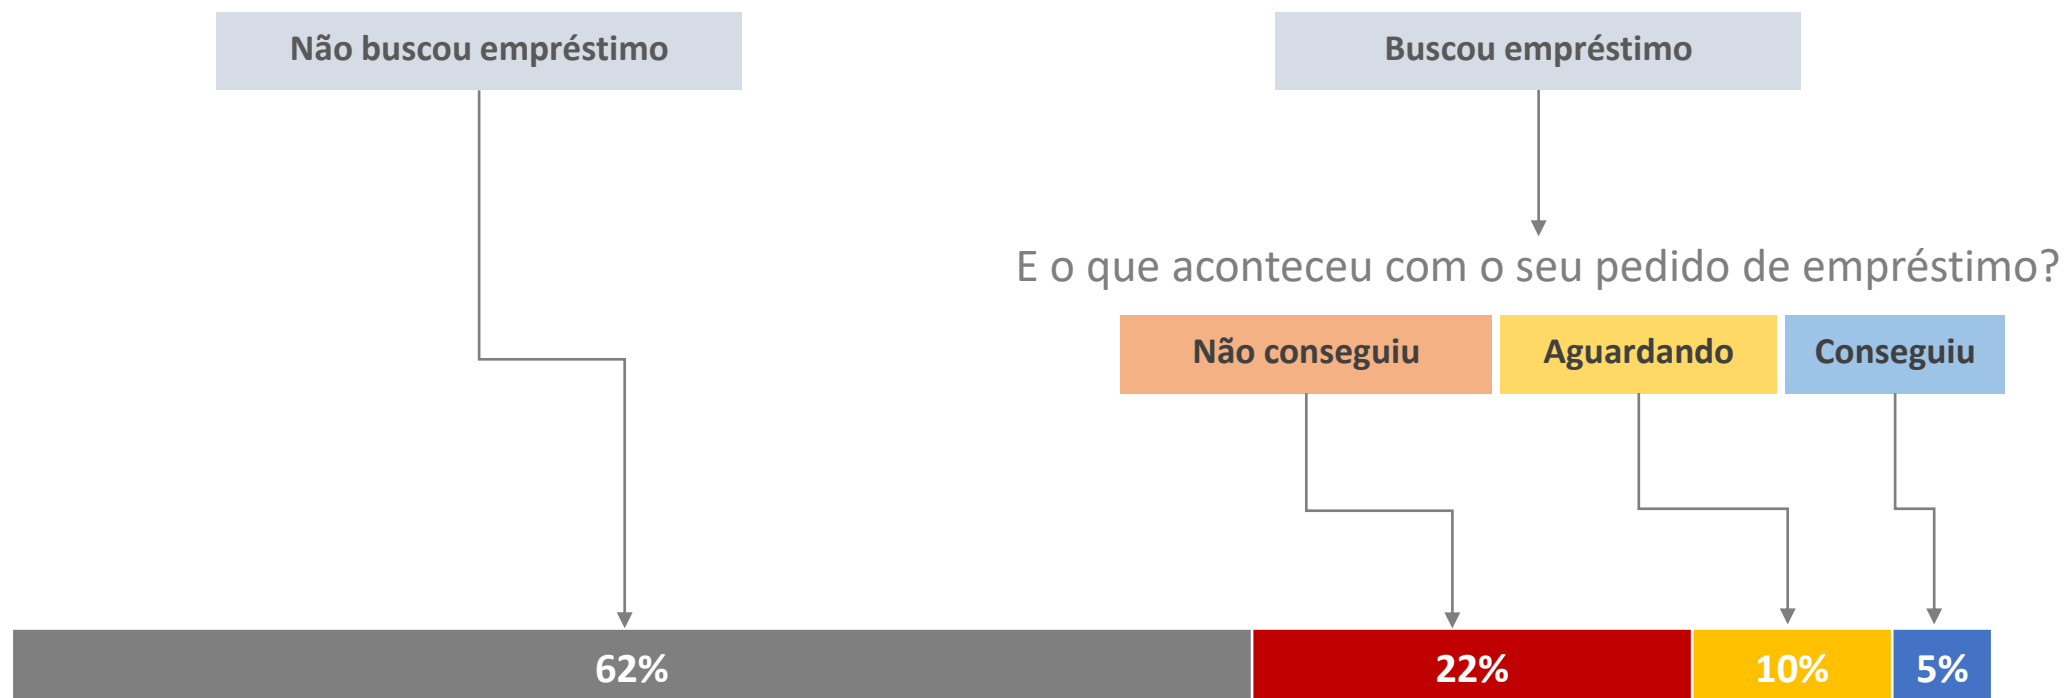 Não buscou empréstimo
Buscou empréstimo
E o que aconteceu com o seu pedido de empréstimo?
Não conseguiu
Aguardando
Conseguiu
62%
22%
10%
5%